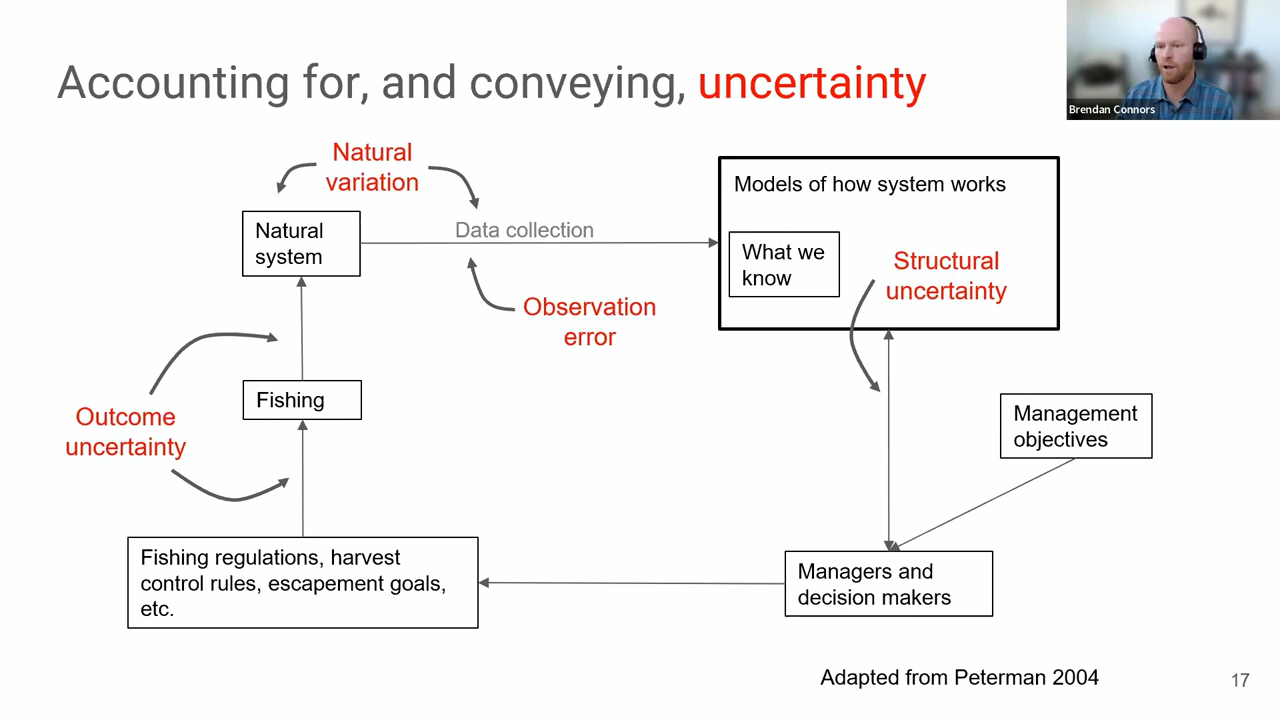 Accounting for, and conveying, uncertainty
Brendan Connors
Natural
variation
Natural
system
Data collection
Observation
error
Models of how system works
What we
know
Structural
uncertainty
Outcome
uncertainty
Fishing
Management
objectives
Fishing regulations, harvest
control rules, escapement goals,
etc.
Managers and
decision makers
Adapted from Peterman 2004
17